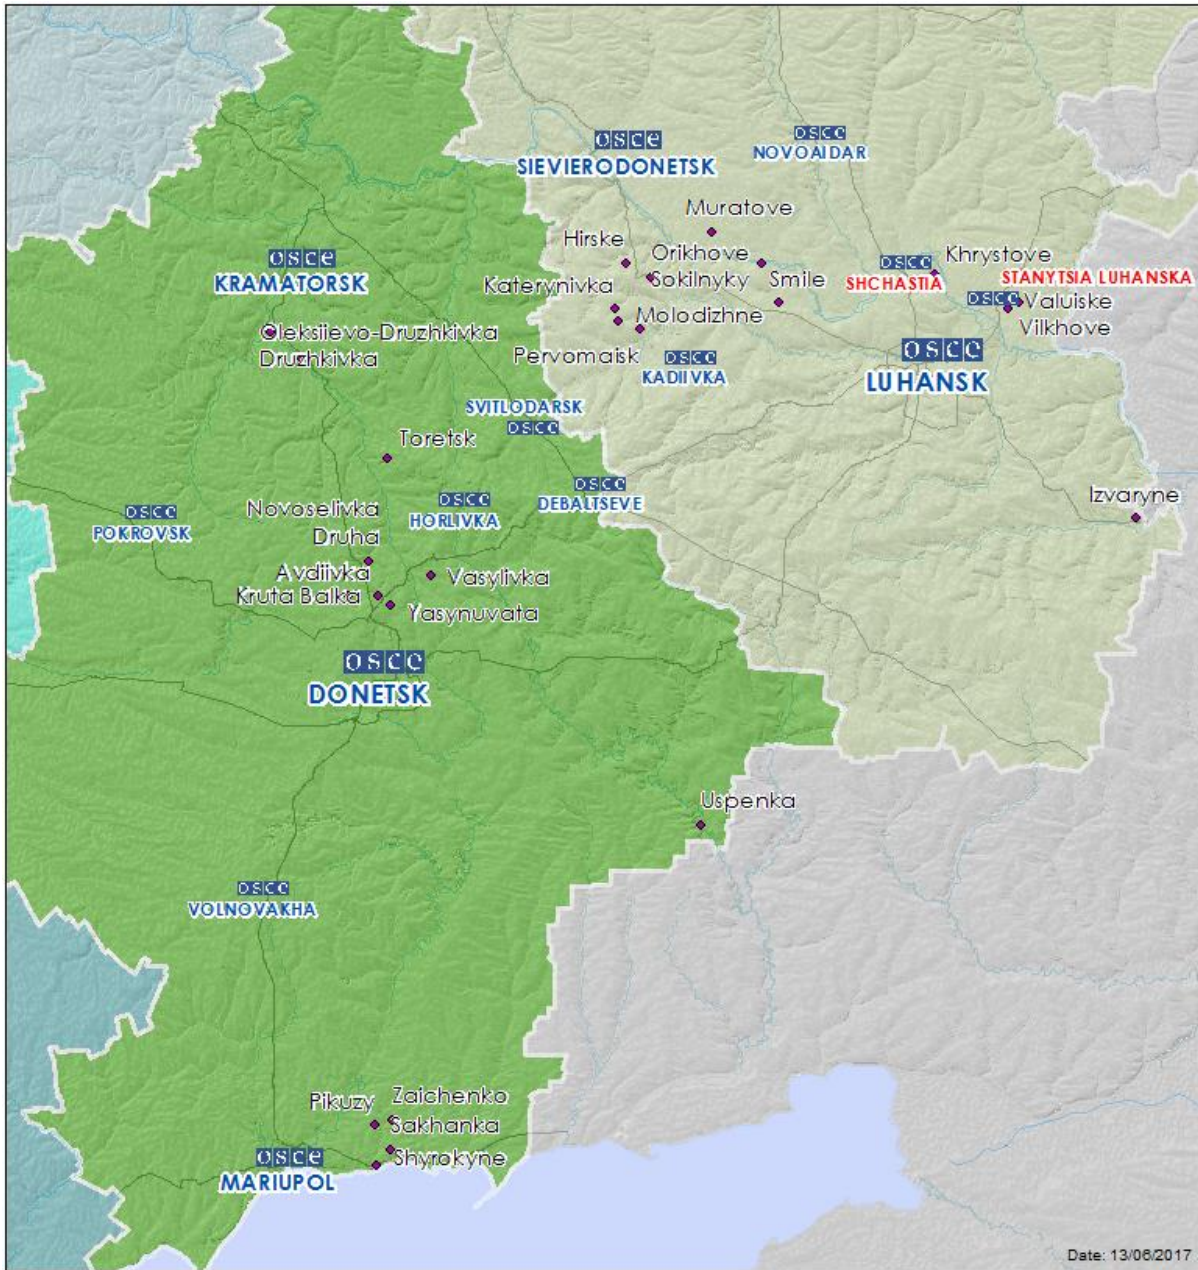 osce
SIEVIERODONETSK
osce
NOVOAIDAR
Muratove
Hirske
Orikhove
osce
KRAMATORSK
osce
SHCHASTIA
Khrystove
STANYTSIA LUHANSKA
Katerynivka
Sokilnyky
Smile
osce
Valuiske
Vilkhove
Molodizhne
Oleksiievo-Druzhkivka
Druzhkivka
Pervomaisk
osce
KADIIVKA
osce
LUHANSK
SVITLODARSK
osce
Toretsk
osce
DEBALTSEVE
osce
HORLIVKA
Izvaryne
osce
POKROVSK
Novoselivka
Druha
Avdiivka
Kruta Balka
Vasylivka
Yasynuvata
osce
DONETSK
Uspenka
osce
VOLNOVAKHA
Pikuzy
Zaichenko
Sakhanka
Shyrokyne
osce
MARIUPOL
Date: 13/06/2017